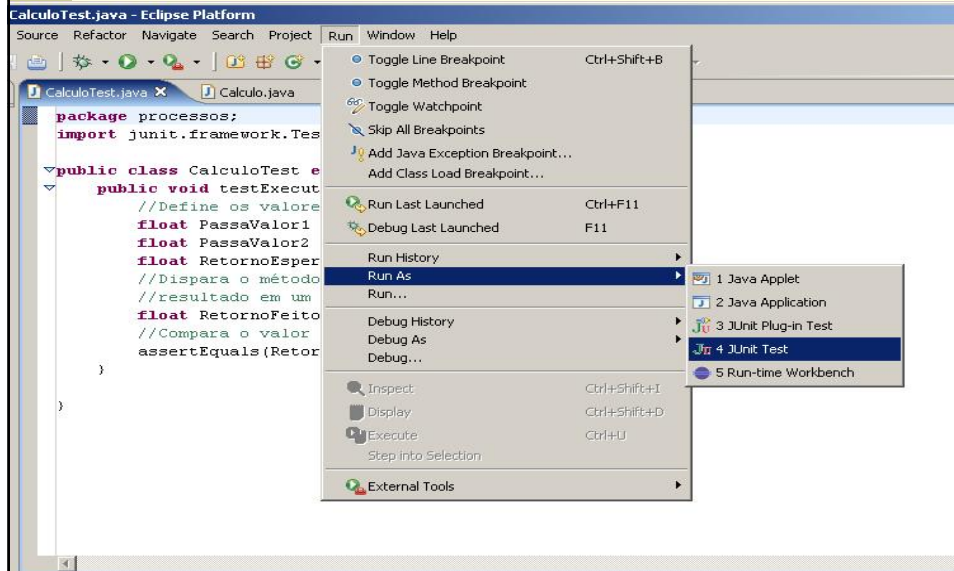 CalculoTest.java - Eclipse Platform
Source Refactor Navigate Search Project Run Window Help
CalculoTest.java
Calculo.java
package processos;
import junit.framework.Tes
public class CalculoTest e
public void testExecut
//Define os valore
float PassaValor1
float PassaValor2
float RetornoEsper
//Dispara o método
//resultado em um
float RetornoFeito
//Compara o valor
assertEquals(Retor
}
}
Toggle Line Breakpoint Ctrl+Shift+B
Toggle Method Breakpoint
Toggle Watchpoint
Skip All Breakpoints
Add Java Exception Breakpoint...
Add Class Load Breakpoint...
Run Last Launched Ctrl+F11
Debug Last Launched F11
Run History
Run As
Run...
Debug History
Debug As
Debug...
Inspect Ctrl+Shift+I
Display Ctrl+Shift+D
Execute Ctrl+U
Step into Selection
External Tools
1 Java Applet
2 Java Application
3 JUnit Plug-in Test
4 JUnit Test
5 Run-time Workbench